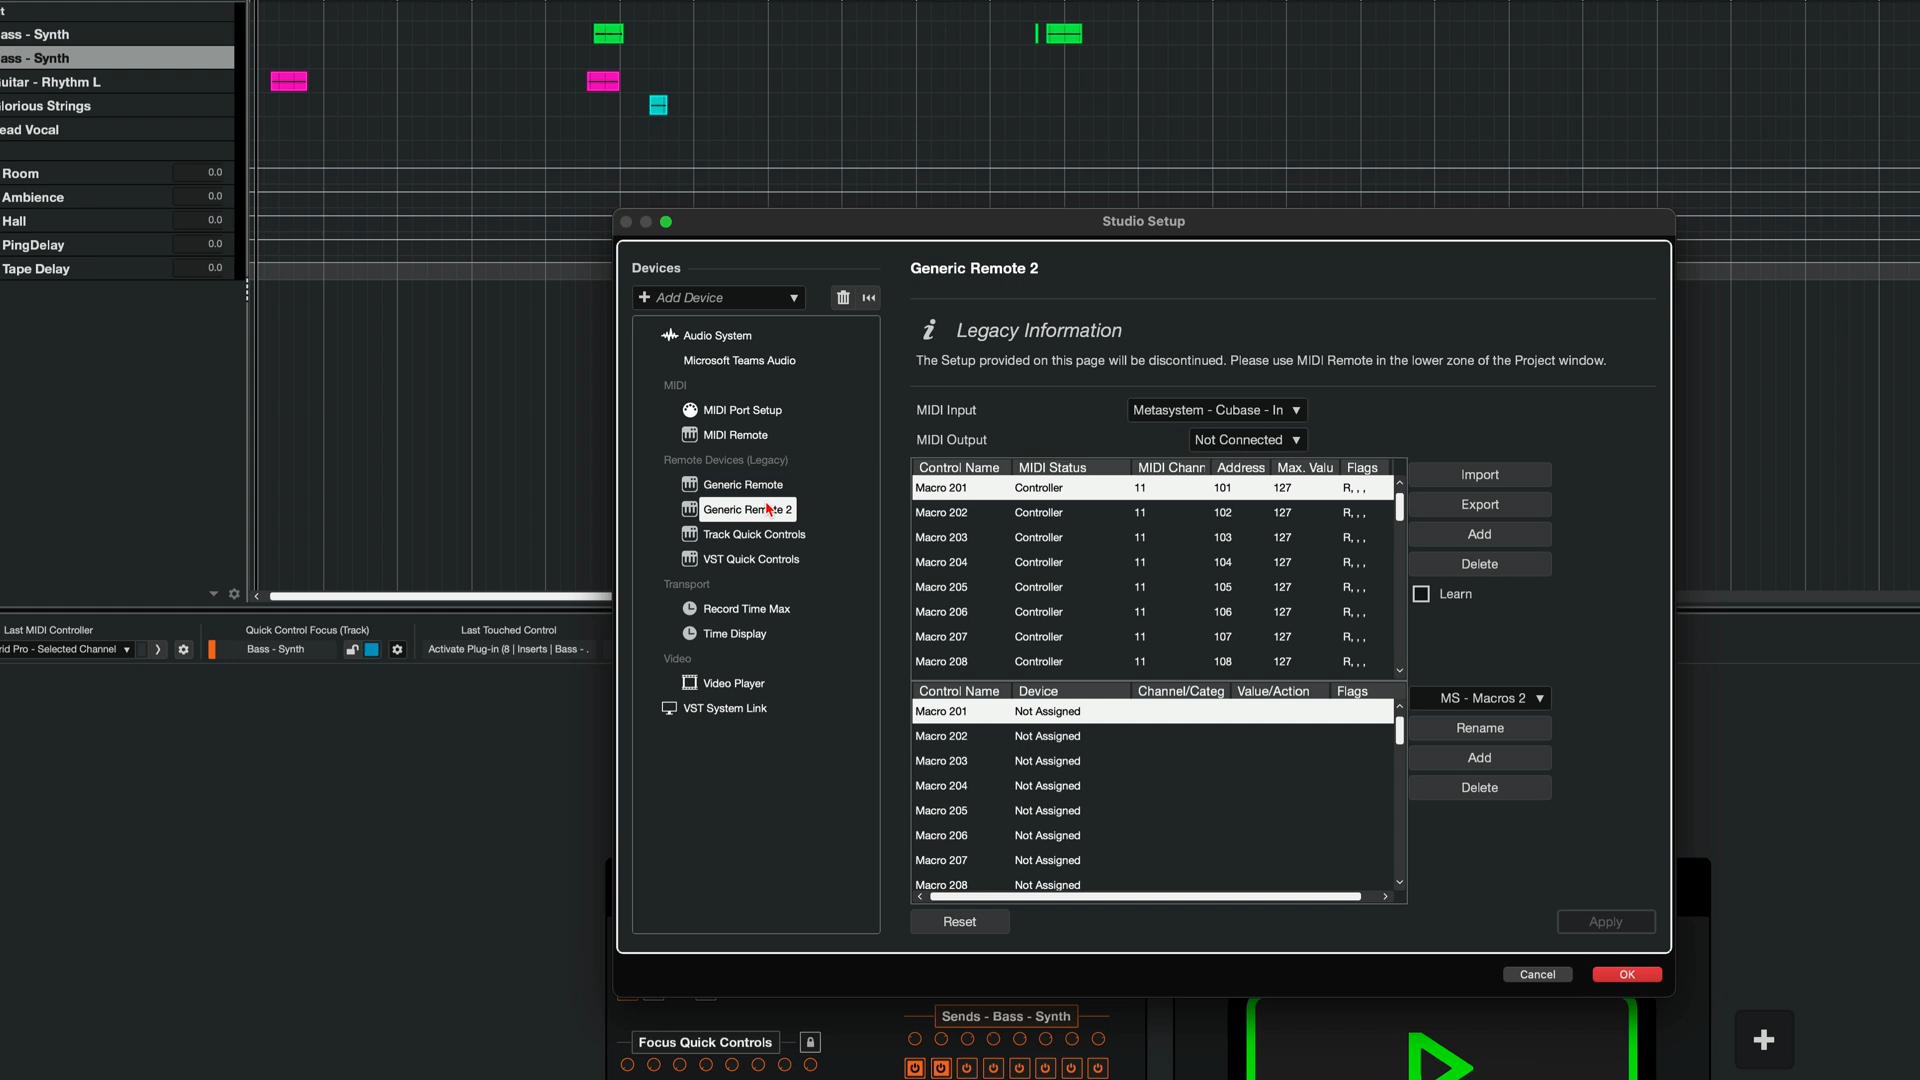 t
ass - Synth
ass - Synth
uitar - Rhythm L
lorious Strings
ead Vocal
Room 0.0
Ambience 0.0
Hall 0.0
PingDelay 0.0
Tape Delay 0.0
Studio Setup
Devices
+ Add Device
Audio System
Microsoft Teams Audio
MIDI
MIDI Port Setup
MIDI Remote
Remote Devices (Legacy)
Generic Remote
Generic Remote 2
Track Quick Controls
VST Quick Controls
Transport
Record Time Max
Time Display
Video
Video Player
VST System Link
Generic Remote 2
i Legacy Information
The Setup provided on this page will be discontinued. Please use MIDI Remote in the lower zone of the Project window.
MIDI Input Metasystem - Cubase - In
MIDI Output Not Connected
Control Name MIDI Status MIDI Chann Address Max. Valu Flags
Macro 201 Controller 11 101 127 R, , ,
Macro 202 Controller 11 102 127 R, , ,
Macro 203 Controller 11 103 127 R, , ,
Macro 204 Controller 11 104 127 R, , ,
Macro 205 Controller 11 105 127 R, , ,
Macro 206 Controller 11 106 127 R, , ,
Macro 207 Controller 11 107 127 R, , ,
Macro 208 Controller 11 108 127 R, , ,
Import
Export
Add
Delete
Learn
Control Name Device Channel/Categ Value/Action Flags
Macro 201 Not Assigned
Macro 202 Not Assigned
Macro 203 Not Assigned
Macro 204 Not Assigned
Macro 205 Not Assigned
Macro 206 Not Assigned
Macro 207 Not Assigned
Macro 208 Not Assigned
MS - Macros 2
Rename
Add
Delete
Reset
Apply
Cancel
OK
Last MIDI Controller
rid Pro - Selected Channel
Quick Control Focus (Track)
Bass - Synth
Last Touched Control
Activate Plug-in (8 | Inserts | Bass - .
Focus Quick Controls
Sends - Bass - Synth
+